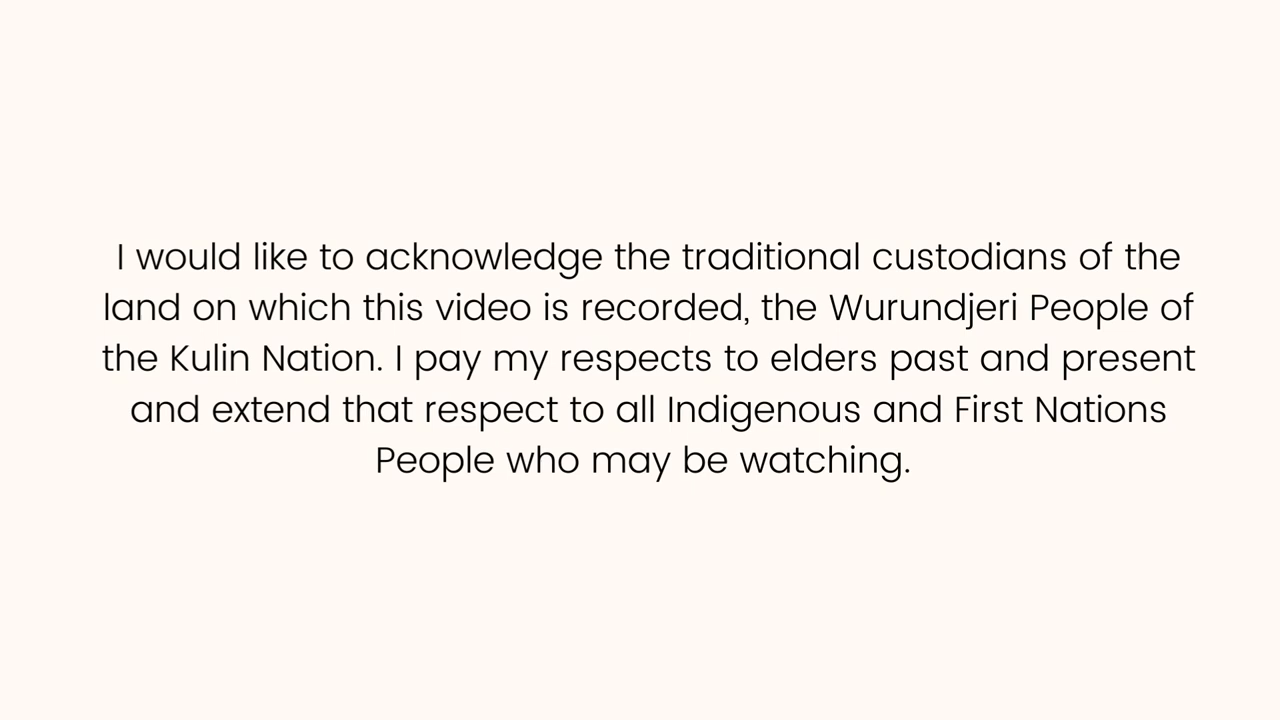 I would like to acknowledge the traditional custodians of the
land on which this video is recorded, the Wurundjeri People of
the Kulin Nation. I pay my respects to elders past and present
and extend that respect to all Indigenous and First Nations
People who may be watching.